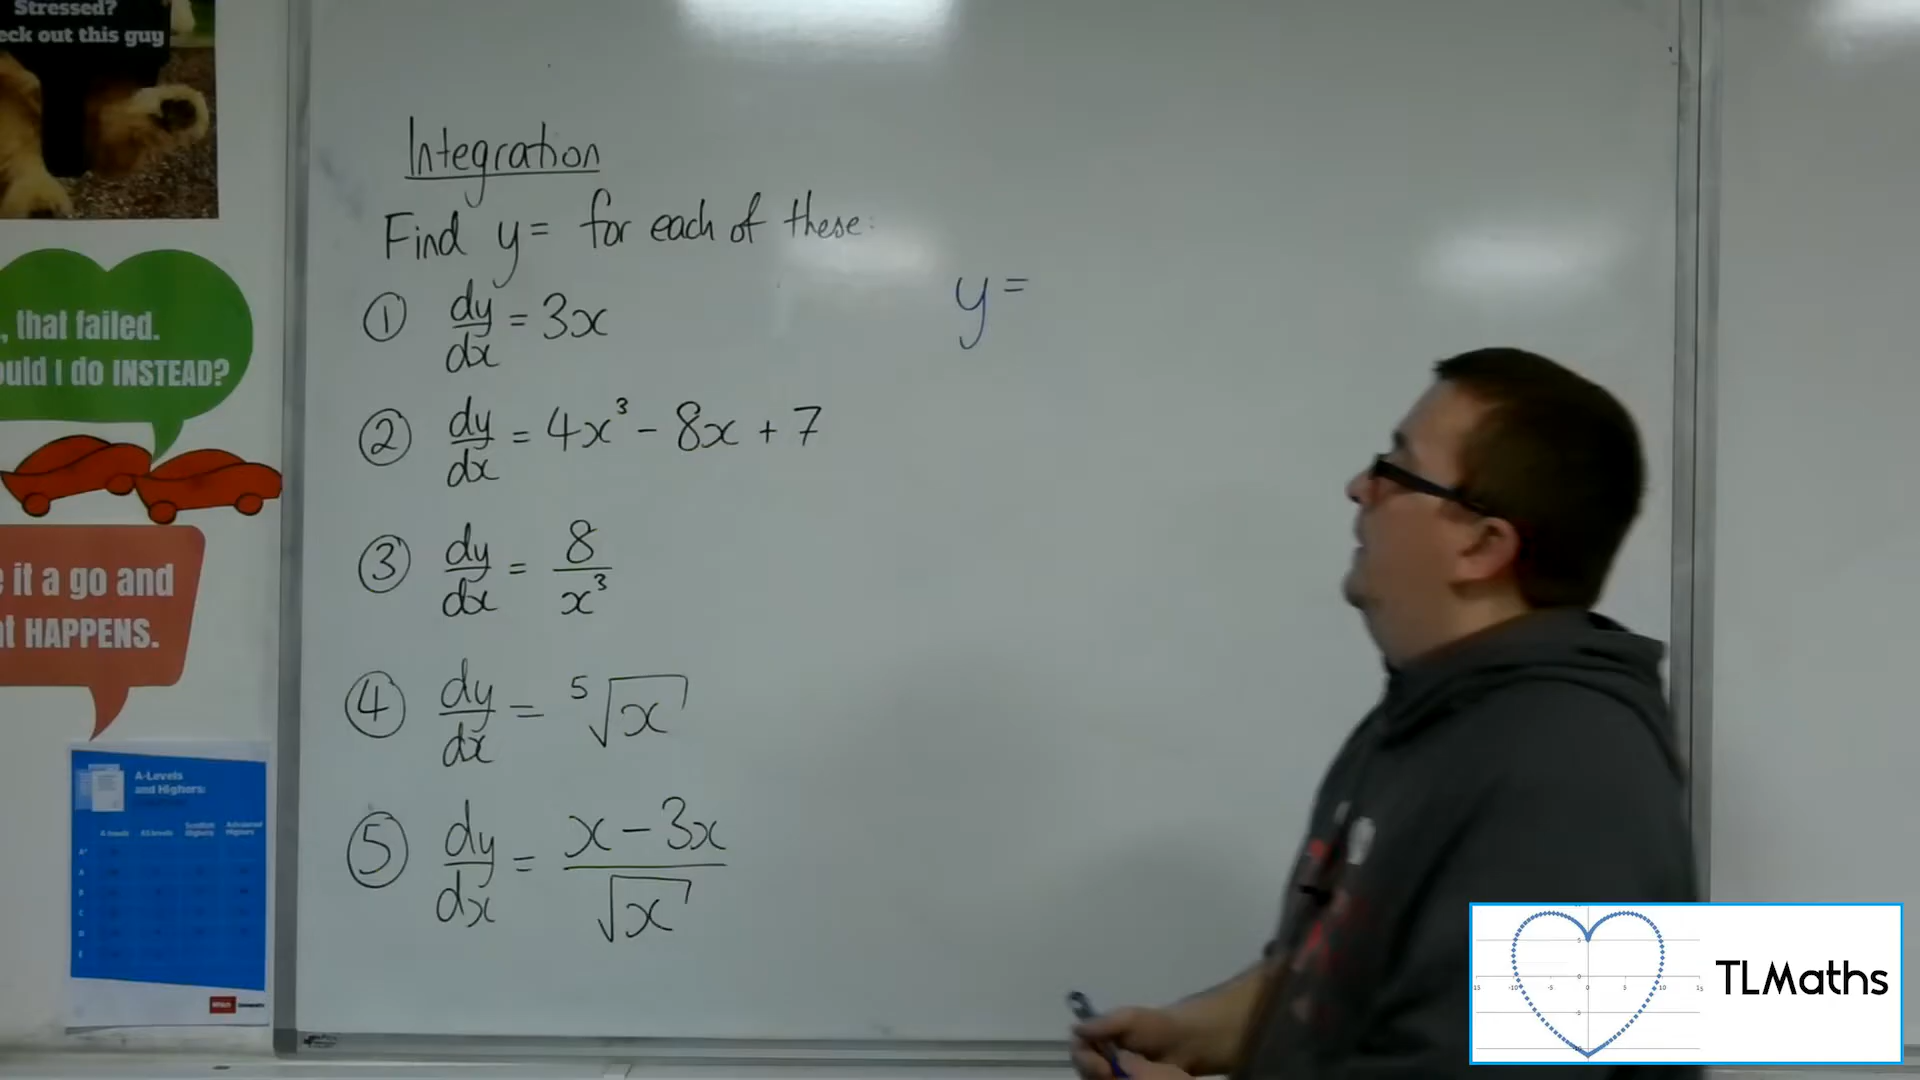 Stressed?
eck out this guy
, that failed.
ould I do INSTEAD?
e it a go and
at HAPPENS.
A-Levels
and Highers:
Integration
Find y = for each of these:
① dy/dx = 3x
② dy/dx = 4x³ - 8x + 7
③ dy/dx = 8/x³
④ dy/dx = ⁵√x
⑤ dy/dx = x - 3x/√x
y =
TLMaths